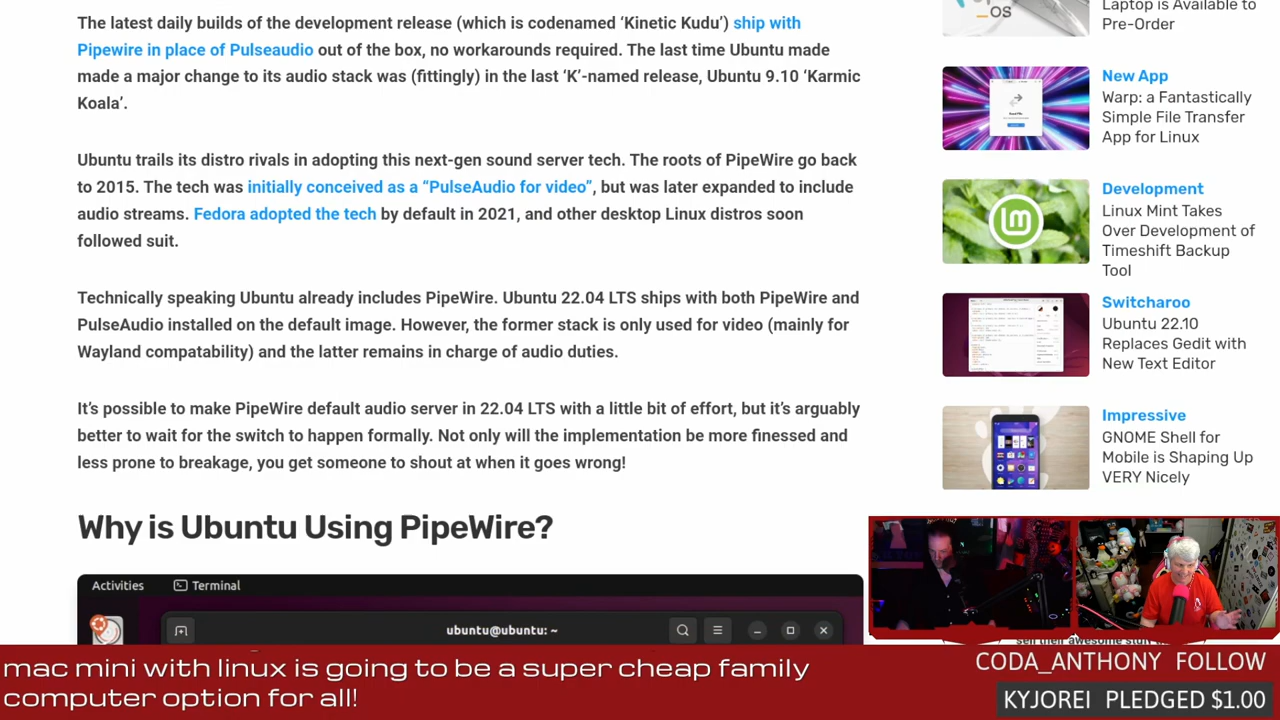 The latest daily builds of the development release (which is codenamed ‘Kinetic Kudu’) ship with
Pipewire in place of Pulseaudio out of the box, no workarounds required. The last time Ubuntu made
made a major change to its audio stack was (fittingly) in the last ‘K’-named release, Ubuntu 9.10 ‘Karmic
Koala’.
Ubuntu trails its distro rivals in adopting this next-gen sound server tech. The roots of PipeWire go back
to 2015. The tech was initially conceived as a “PulseAudio for video”, but was later expanded to include
audio streams. Fedora adopted the tech by default in 2021, and other desktop Linux distros soon
followed suit.
Technically speaking Ubuntu already includes PipeWire. Ubuntu 22.04 LTS ships with both PipeWire and
PulseAudio installed on the default image. However, the former stack is only used for video (mainly for
Wayland compatability) and the latter remains in charge of audio duties.
It’s possible to make PipeWire default audio server in 22.04 LTS with a little bit of effort, but it’s arguably
better to wait for the switch to happen formally. Not only will the implementation be more finessed and
less prone to breakage, you get someone to shout at when it goes wrong!
Why is Ubuntu Using PipeWire?
Activities
Terminal
ubuntu@ubuntu: ~
OS
Laptop is Available to
Pre-Order
New App
Warp: a Fantastically
Simple File Transfer
App for Linux
Development
Linux Mint Takes
Over Development of
Timeshift Backup
Tool
Switcharoo
Ubuntu 22.10
Replaces Gedit with
New Text Editor
Impressive
GNOME Shell for
Mobile is Shaping Up
VERY Nicely
sell their awesome stuff
mac mini with linux is going to be a super cheap family
computer option for all!
CODA_ANTHONY FOLLOW
KYJOREI PLEDGED $1.00